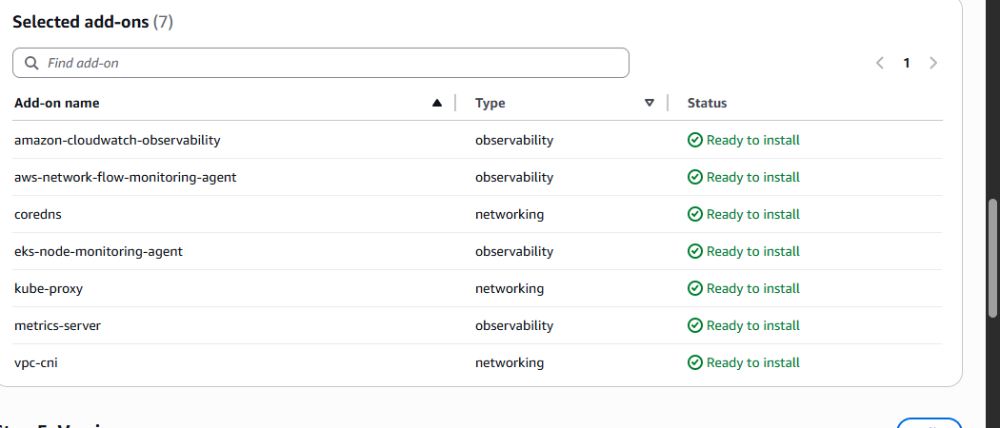 Selected add-ons (7)
Find add-on
1
Add-on name Type Status
amazon-cloudwatch-observability observability Ready to install
aws-network-flow-monitoring-agent observability Ready to install
coredns networking Ready to install
eks-node-monitoring-agent observability Ready to install
kube-proxy networking Ready to install
metrics-server observability Ready to install
vpc-cni networking Ready to install